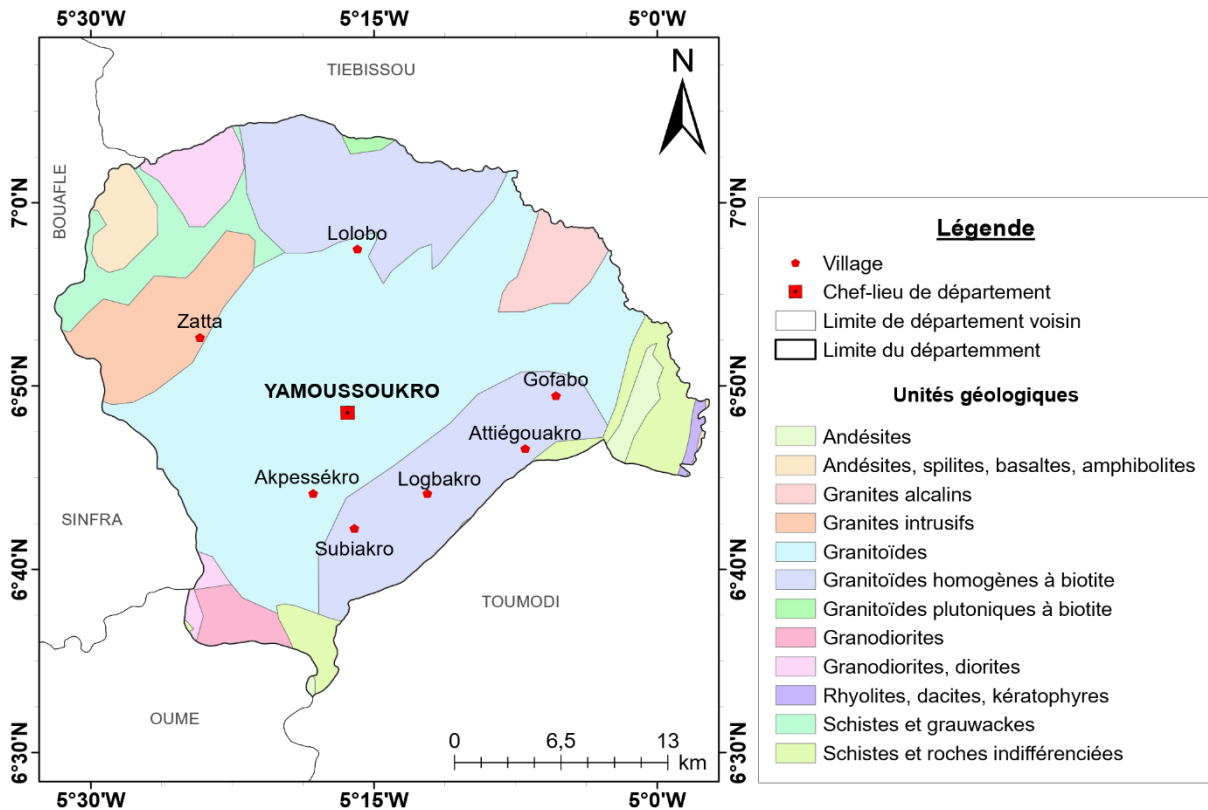 5°30'W 5°15'W 5°0'W
TIEBISSOU
N
BOUAFLE
7°0'N
7°0'N
Lolobo
Zatta
6°50'N
6°50'N
YAMOUSSOUKRO
Gofabo
Attiégouakro
Akpessékro
Logbakro
SINFRA
Subiakro
6°40'N
6°40'N
TOUMODI
OUME
0 6,5 13
km
6°30'N
6°30'N
5°30'W 5°15'W 5°0'W
Légende
Village
Chef-lieu de département
Limite de département voisin
Limite du départemment
Unités géologiques
Andésites
Andésites, spilites, basaltes, amphibolites
Granites alcalins
Granites intrusifs
Granitoïdes
Granitoïdes homogènes à biotite
Granitoïdes plutoniques à biotite
Granodiorites
Granodiorites, diorites
Rhyolites, dacites, kératophyres
Schistes et grauwackes
Schistes et roches indifférenciées